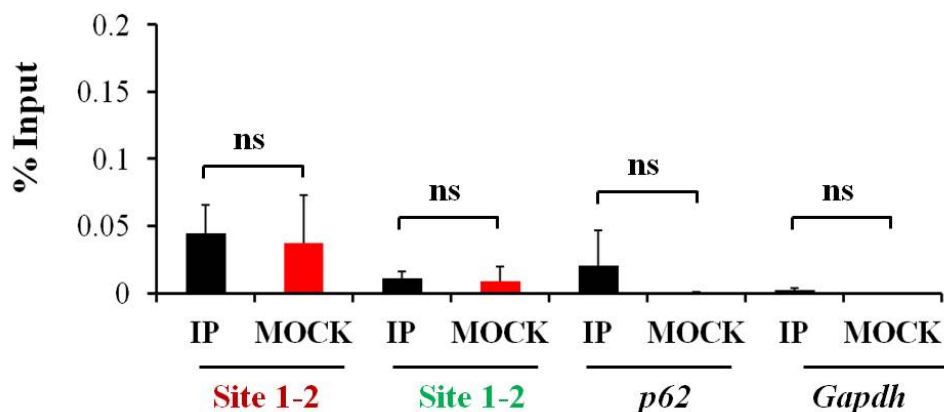 0.2
0.15
0.1
0.05
0
% Input
ns
ns
ns
ns
IP MOCK IP MOCK IP MOCK IP MOCK
Site 1-2 Site 1-2 p62 Gapdh